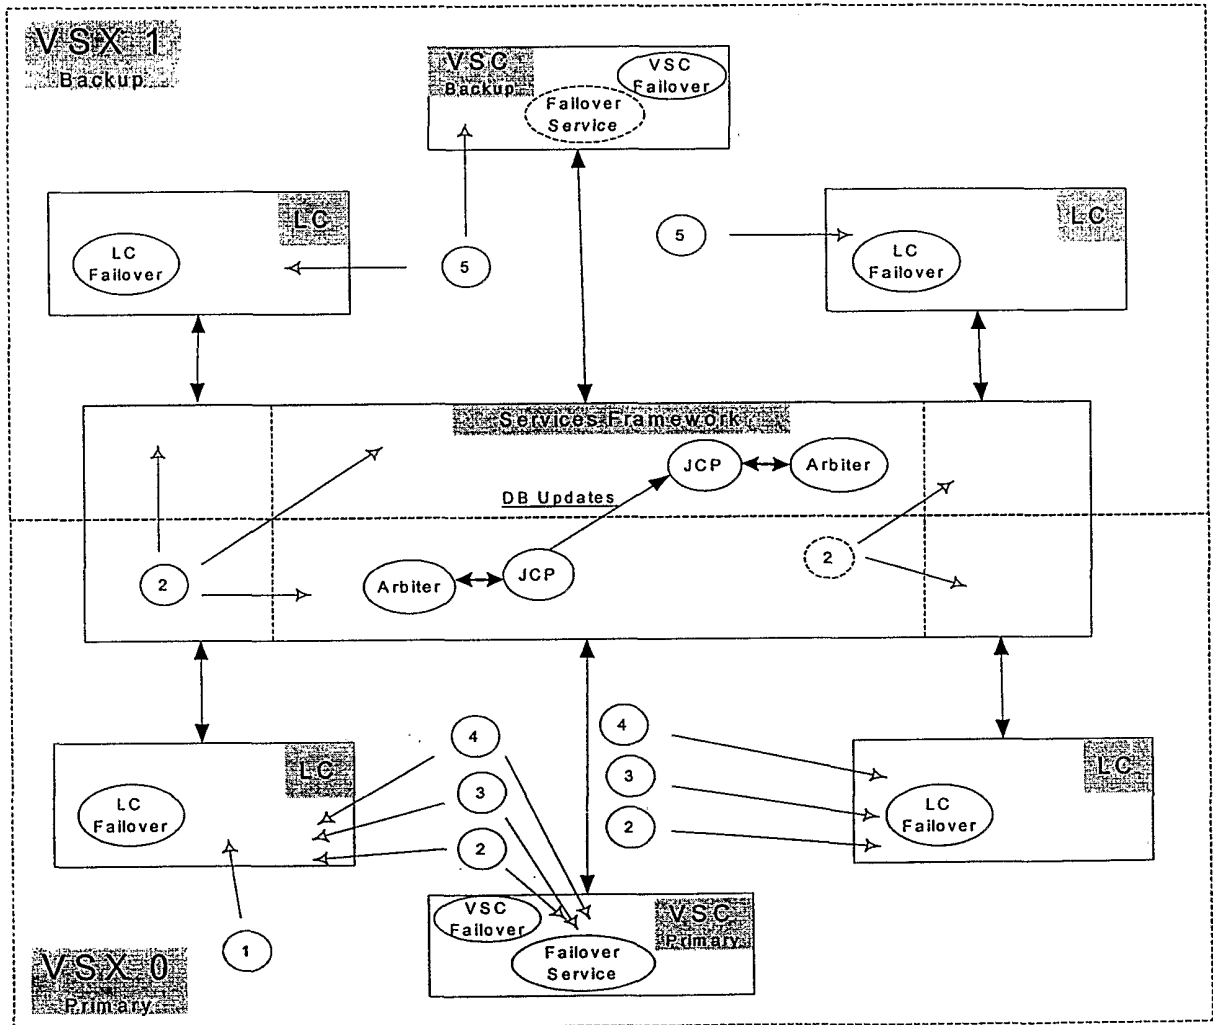 VSX 1
Backup
VSC
Backup
VSC
Failover
Failover
Service
LC
LC
Failover
5
5
LC
LC
Failover
Services Framework
JCP
Arbiter
DB Updates
2
Arbiter
JCP
2
LC
LC
Failover
4
3
2
4
3
2
LC
LC
Failover
1
VSC
Failover
VSC
Primary
Failover
Service
VSX 0
Primary